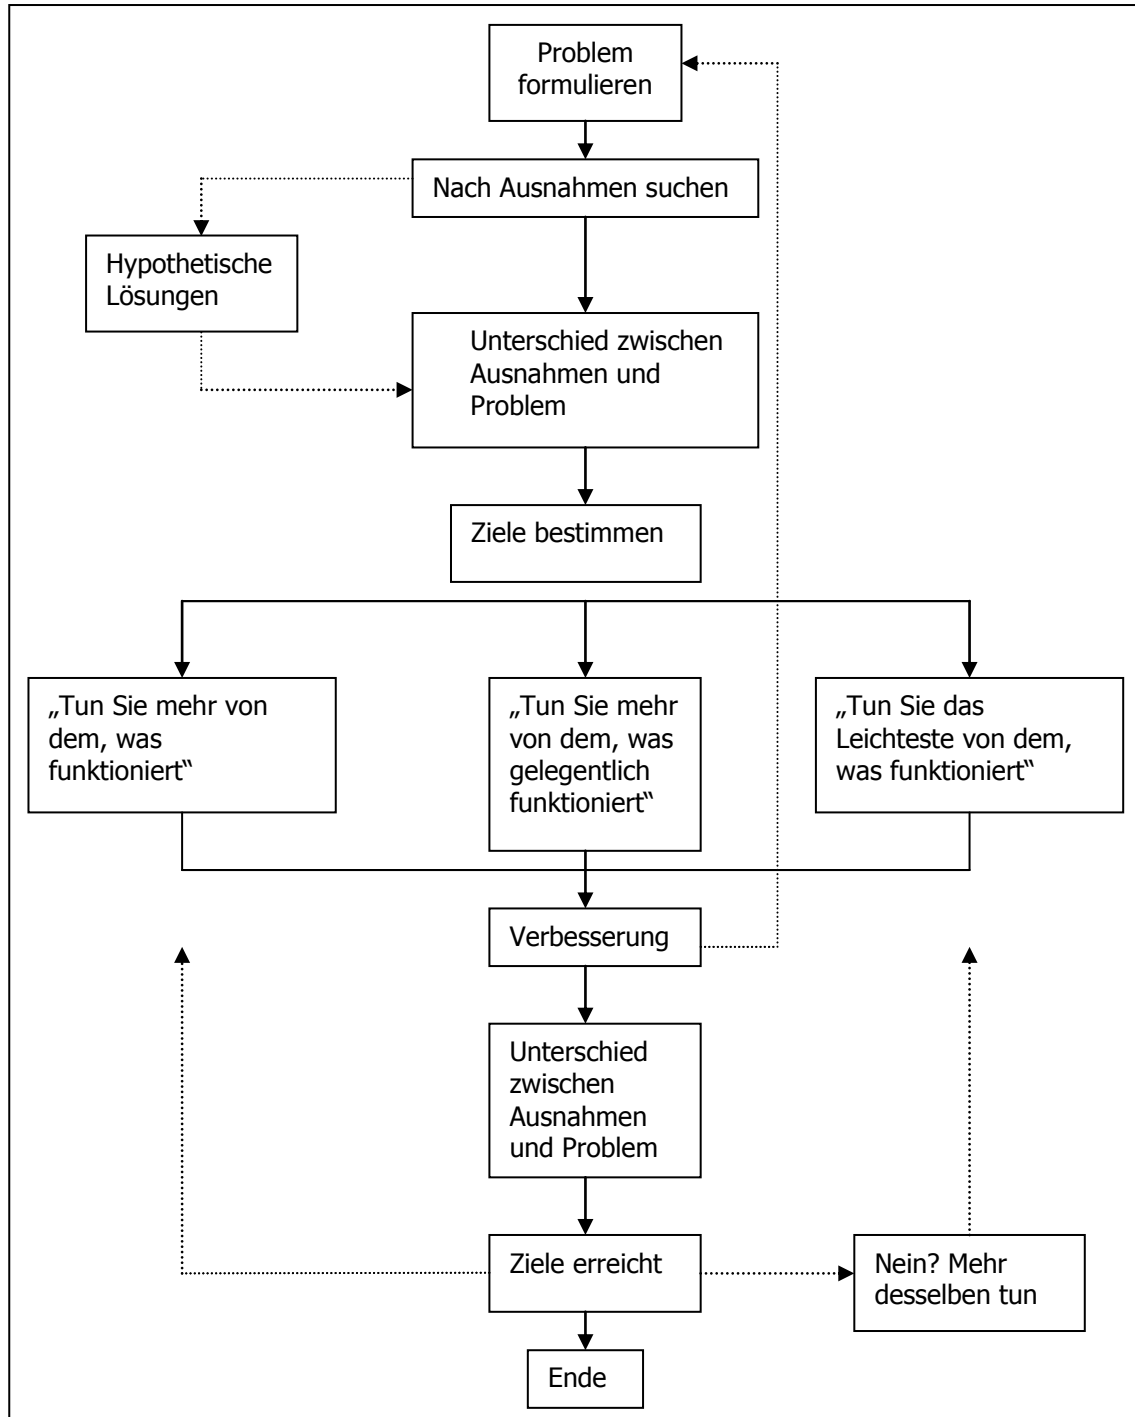 Problem
formulieren
Nach Ausnahmen suchen
Hypothetische
Lösungen
Unterschied zwischen
Ausnahmen und
Problem
Ziele bestimmen
„Tun Sie mehr von
dem, was
funktioniert“
„Tun Sie mehr
von dem, was
gelegentlich
funktioniert“
„Tun Sie das
Leichteste von dem,
was funktioniert“
Verbesserung
Unterschied
zwischen
Ausnahmen
und Problem
Ziele erreicht
Nein? Mehr
desselben tun
Ende